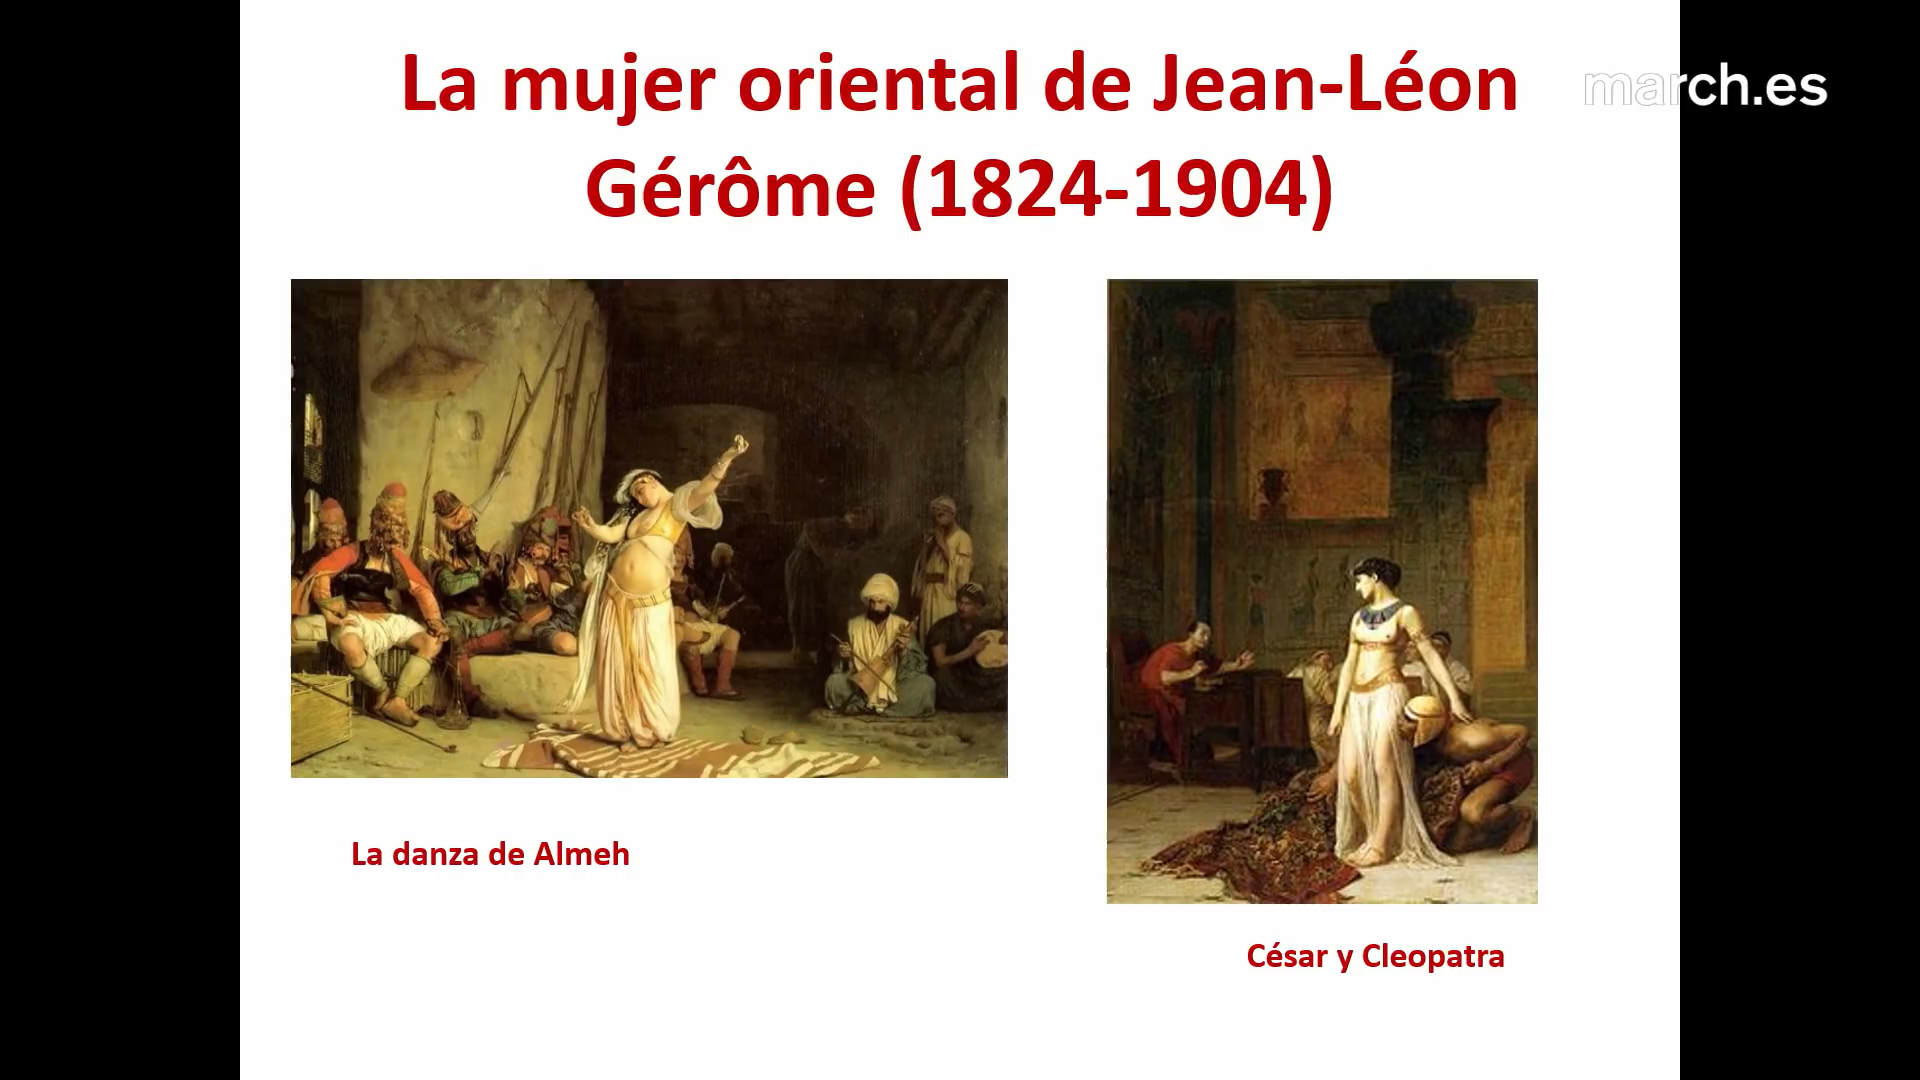 La mujer oriental de Jean-Léon
Gérôme (1824-1904)
march.es
La danza de Almeh
César y Cleopatra